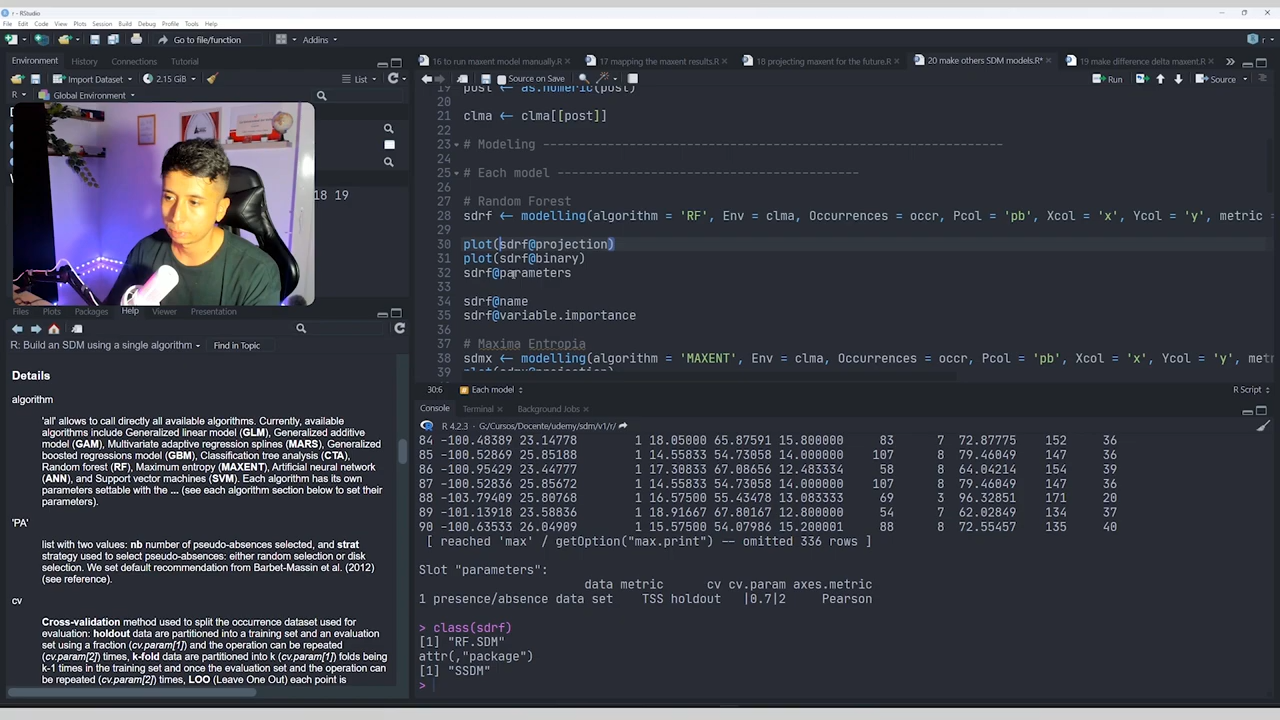 r - RStudio
File Edit Code View Plots Session Build Debug Profile Tools Help
Go to file/function Addins r
Environment History Connections Tutorial
Import Dataset 2.15 GiB List
R Global Environment
18 19
Files Plots Packages Help Viewer Presentation
R: Build an SDM using a single algorithm Find in Topic
Details
algorithm
'all' allows to call directly all available algorithms. Currently, available
algorithms include Generalized linear model (GLM), Generalized additive
model (GAM), Multivariate adaptive regression splines (MARS), Generalized
boosted regressions model (GBM), Classification tree analysis (CTA),
Random forest (RF), Maximum entropy (MAXENT), Artificial neural network
(ANN), and Support vector machines (SVM). Each algorithm has its own
parameters settable with the ... (see each algorithm section below to set their
parameters).
'PA'
list with two values: nb number of pseudo-absences selected, and strat
strategy used to select pseudo-absences: either random selection or disk
selection. We set default recommendation from Barbet-Massin et al. (2012)
(see reference).
cv
Cross-validation method used to split the occurrence dataset used for
evaluation: holdout data are partitioned into a training set and an evaluation
set using a fraction (cv.param[1]) and the operation can be repeated
(cv.param[2]) times, k-fold data are partitioned into k (cv.param[1]) folds being
k-1 times in the training set and once the evaluation set and the operation
can be repeated (cv.param[2]) times, LOO (Leave One Out) each point is
16 to run maxent model manually.R 17 mapping the maxent results.R 18 projecting maxent for the future.R 20 make others SDM models.R* 19 make difference delta maxent.R
Source on Save Run Source
19 post <- as.numeric(post)
20
21 clma <- clma[[post]]
22
23 # Modeling ------------------------------------------------------------------
24
25 # Each model -------------------------------------------
26
27 # Random Forest
28 sdrf <- modelling(algorithm = 'RF', Env = clma, Occurrences = occr, Pcol = 'pb', Xcol = 'x', Ycol = 'y', metric =
29
30 plot(sdrf@projection)
31 plot(sdrf@binary)
32 sdrf@parameters
33
34 sdrf@name
35 sdrf@variable.importance
36
37 # Maxima Entropia
38 sdmx <- modelling(algorithm = 'MAXENT', Env = clma, Occurrences = occr, Pcol = 'pb', Xcol = 'x', Ycol = 'y', metr
39 plot(sdmx@projection)
30:6 Each model R Script
Console Terminal Background Jobs
R 4.2.3 · G:/Cursos/Docente/udemy/sdm/v1/r/
84 -100.48389 23.14778 1 18.05000 65.87591 15.800000 83 7 72.87775 152 36
85 -100.52869 25.85188 1 14.55833 54.73058 14.000000 107 8 79.46049 147 36
86 -100.95429 23.44777 1 17.30833 67.08656 12.483334 58 8 64.04214 154 39
87 -100.52830 25.85672 1 14.55833 54.73058 14.000000 107 8 79.46049 147 36
88 -103.79409 25.80768 1 16.57500 55.43478 13.083333 69 3 96.32851 171 20
89 -101.13918 23.58836 1 18.91667 67.80167 12.800000 54 7 62.02849 134 37
90 -100.63533 26.04909 1 15.57500 54.07986 15.200001 88 8 72.55457 135 40
[ reached 'max' / getOption("max.print") -- omitted 336 rows ]
Slot "parameters":
data metric cv cv.param axes.metric
1 presence/absence data set TSS holdout |0.7|2 Pearson
> class(sdrf)
[1] "RF.SDM"
attr(,"package")
[1] "SSDM"
>